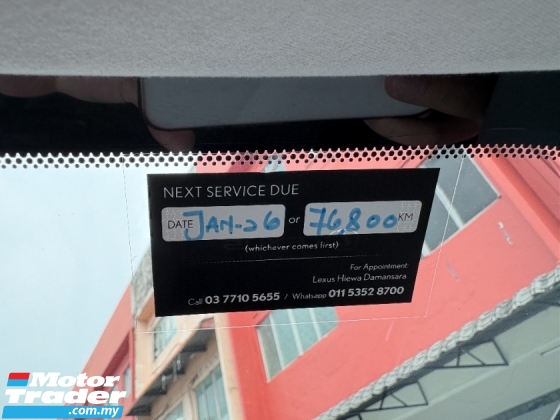 NEXT SERVICE DUE
DATE JAN-26 or 76,800 KM
(whichever comes first)
For Appointment
Lexus Hiewa Damansara
Call 03 7710 5655 / Whatsapp 011 5352 8700
Motor
Trader
.com.my